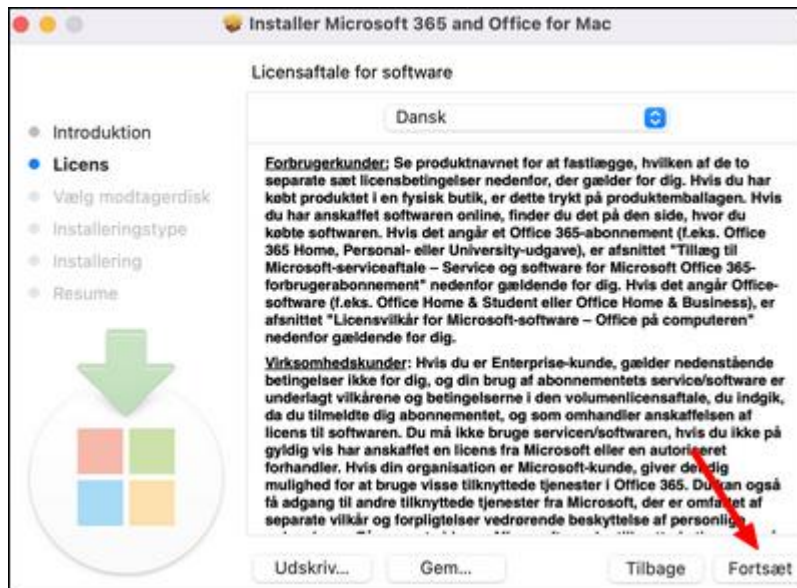 Installer Microsoft 365 and Office for Mac
Licensaftale for software
Dansk
Introduktion
Licens
Vælg modtagerdisk
Installeringstype
Installering
Resume
Forbrugerkunder: Se produktnavnet for at fastlægge, hvilken af de to
separate sæt licensbetingelser nedenfor, der gælder for dig. Hvis du har
købt produktet i en fysisk butik, er dette trykt på produktemballagen. Hvis
du har anskaffet softwaren online, finder du det på den side, hvor du
købte softwaren. Hvis det angår et Office 365-abonnement (f.eks. Office
365 Home, Personal- eller University-udgave), er afsnittet "Tillæg til
Microsoft-serviceaftale – Service og software for Microsoft Office 365-
forbrugerabonnement" nedenfor gældende for dig. Hvis det angår Office-
software (f.eks. Office Home & Student eller Office Home & Business), er
afsnittet "Licensvilkår for Microsoft-software – Office på computeren"
nedenfor gældende for dig.
Virksomhedskunder: Hvis du er Enterprise-kunde, gælder nedenstående
betingelser ikke for dig, og din brug af abonnementets service/software er
underlagt vilkårene og betingelserne i den volumenlicensaftale, du indgik,
da du tilmeldte dig abonnementet, og som omhandler anskaffelsen af
licens til softwaren. Du må ikke bruge servicen/softwaren, hvis du ikke på
gyldig vis har anskaffet en licens fra Microsoft eller en autoriseret
forhandler. Hvis din organisation er Microsoft-kunde, giver den dig
mulighed for at bruge visse tilknyttede tjenester i Office 365. Du kan også
få adgang til andre tilknyttede tjenester fra Microsoft, der er omfattet af
separate vilkår og forpligtelser vedrørende beskyttelse af personlige
Udskriv...
Gem...
Tilbage
Fortsæt